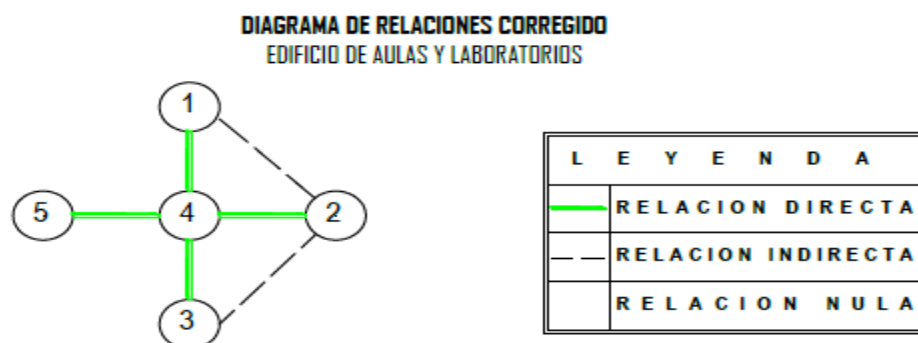 DIAGRAMA DE RELACIONES CORREGIDO
EDIFICIO DE AULAS Y LABORATORIOS
1
5
4
2
3
L E Y E N D A
RELACION DIRECTA
RELACION INDIRECTA
RELACION NULA